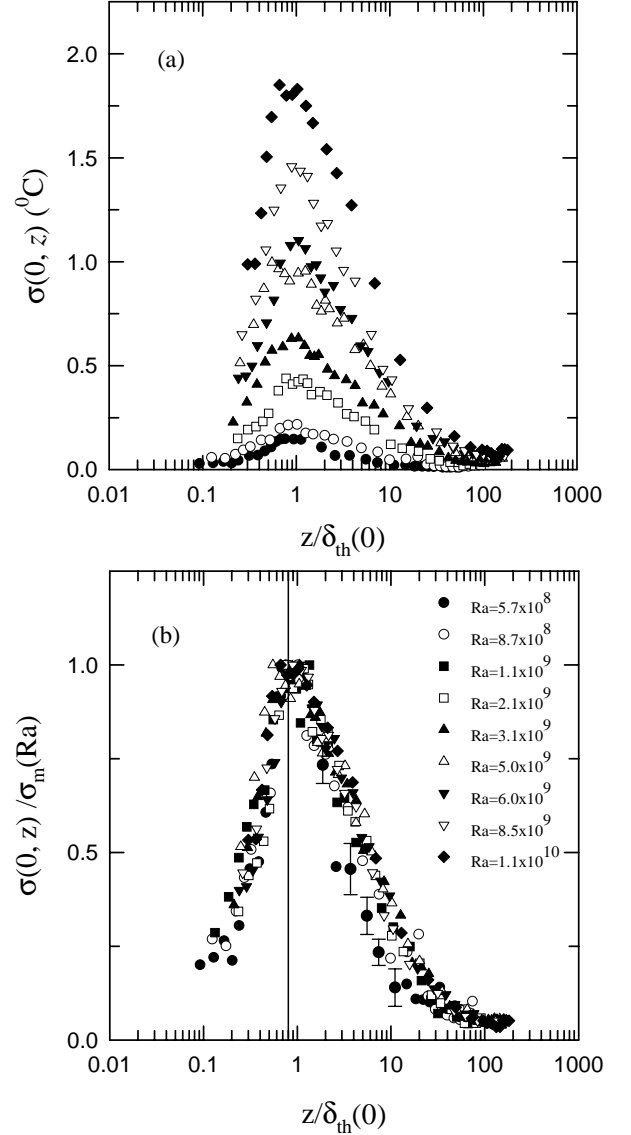 (a)
2.0
1.5
1.0
0.5
0.0
σ(0, z) (⁰C)
0.01 0.1 1 10 100 1000
z/δth(0)
(b)
1.0
0.5
0.0
σ(0, z) /σm(Ra)
Ra=5.7x10⁸
Ra=8.7x10⁸
Ra=1.1x10⁹
Ra=2.1x10⁹
Ra=3.1x10⁹
Ra=5.0x10⁹
Ra=6.0x10⁹
Ra=8.5x10⁹
Ra=1.1x10¹⁰
0.01 0.1 1 10 100 1000
z/δth(0)